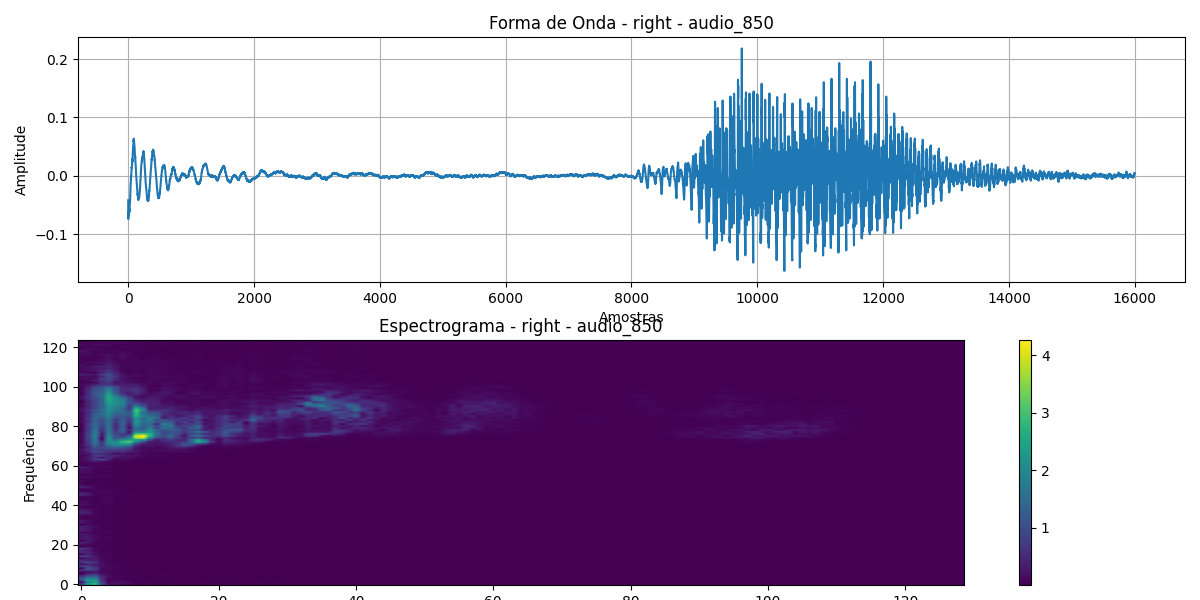 Forma de Onda - right - audio_850
Amplitude
0.2
0.1
0.0
−0.1
0 2000 4000 6000 8000 10000 12000 14000 16000
Amostras
Espectrograma - right - audio_850
Frequência
120
100
80
60
40
20
0
0 20 40 60 80 100 120
4
3
2
1